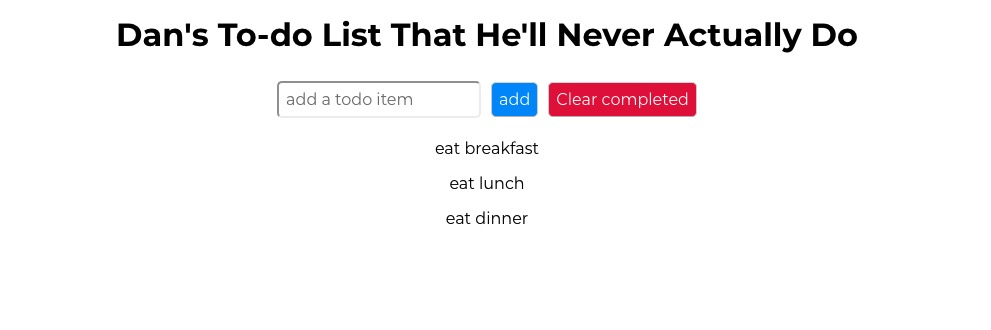 Dan's To-do List That He'll Never Actually Do
add a todo item add Clear completed
eat breakfast
eat lunch
eat dinner